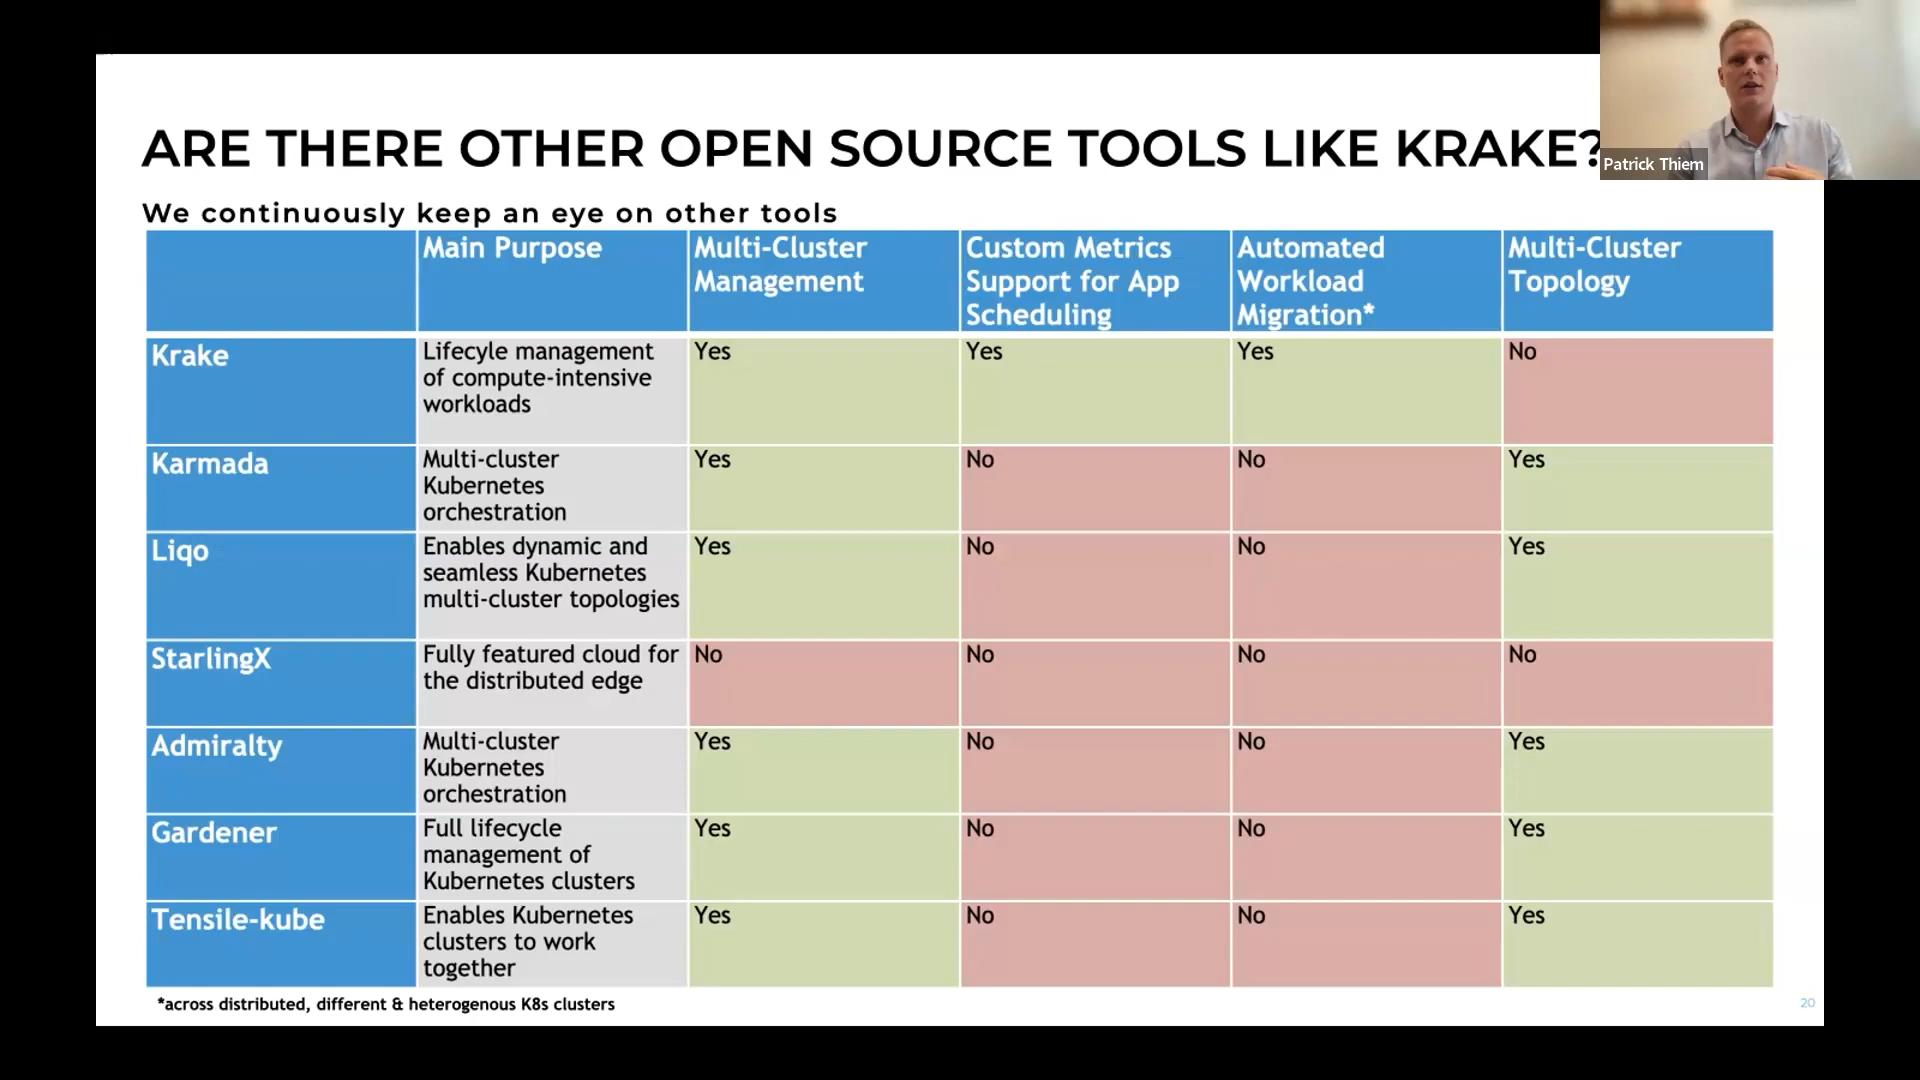 ARE THERE OTHER OPEN SOURCE TOOLS LIKE KRAKE?
Patrick Thiem
We continuously keep an eye on other tools
Main Purpose
Multi-Cluster
Management
Custom Metrics
Support for App
Scheduling
Automated
Workload
Migration*
Multi-Cluster
Topology
Krake
Lifecyle management
of compute-intensive
workloads
Yes
Yes
Yes
No
Karmada
Multi-cluster
Kubernetes
orchestration
Yes
No
No
Yes
Liqo
Enables dynamic and
seamless Kubernetes
multi-cluster topologies
Yes
No
No
Yes
StarlingX
Fully featured cloud for
the distributed edge
No
No
No
No
Admiralty
Multi-cluster
Kubernetes
orchestration
Yes
No
No
Yes
Gardener
Full lifecycle
management of
Kubernetes clusters
Yes
No
No
Yes
Tensile-kube
Enables Kubernetes
clusters to work
together
Yes
No
No
Yes
*across distributed, different & heterogenous K8s clusters
20